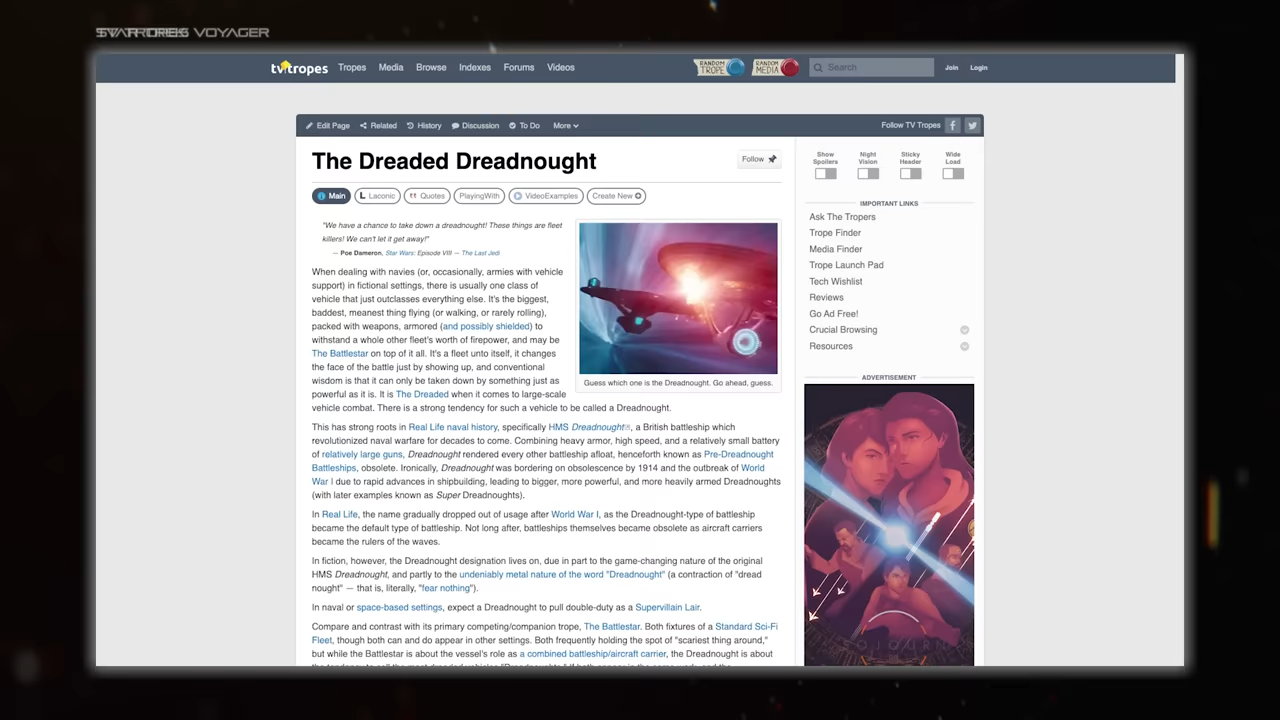 VOYAGER
tvtropes Tropes Media Browse Indexes Forums Videos RANDOM TROPE RANDOM MEDIA Search Join Login
Edit Page Related History Discussion To Do More Follow TV Tropes
The Dreaded Dreadnought
Follow
Main Laconic Quotes PlayingWith VideoExamples Create New
"We have a chance to take down a dreadnought! These things are fleet
killers! We can't let it get away!"
— Poe Dameron, Star Wars: Episode VIII — The Last Jedi
When dealing with navies (or, occasionally, armies with vehicle
support) in fictional settings, there is usually one class of
vehicle that just outclasses everything else. It's the biggest,
baddest, meanest thing flying (or walking, or rarely rolling),
packed with weapons, armored (and possibly shielded) to
withstand a whole other fleet's worth of firepower, and may be
The Battlestar on top of it all. It's a fleet unto itself, it changes
the face of the battle just by showing up, and conventional
wisdom is that it can only be taken down by something just as
powerful as it is. It is The Dreaded when it comes to large-scale
vehicle combat. There is a strong tendency for such a vehicle to be called a Dreadnought.
Guess which one is the Dreadnought. Go ahead, guess.
This has strong roots in Real Life naval history, specifically HMS Dreadnought, a British battleship which
revolutionized naval warfare for decades to come. Combining heavy armor, high speed, and a relatively small battery
of relatively large guns, Dreadnought rendered every other battleship afloat, henceforth known as Pre-Dreadnought
Battleships, obsolete. Ironically, Dreadnought was bordering on obsolescence by 1914 and the outbreak of World
War I due to rapid advances in shipbuilding, leading to bigger, more powerful, and more heavily armed Dreadnoughts
(with later examples known as Super Dreadnoughts).
In Real Life, the name gradually dropped out of usage after World War I, as the Dreadnought-type of battleship
became the default type of battleship. Not long after, battleships themselves became obsolete as aircraft carriers
became the rulers of the waves.
In fiction, however, the Dreadnought designation lives on, due in part to the game-changing nature of the original
HMS Dreadnought, and partly to the undeniably metal nature of the word "Dreadnought" (a contraction of "dread
nought" — that is, literally, "fear nothing").
In naval or space-based settings, expect a Dreadnought to pull double-duty as a Supervillain Lair.
Compare and contrast with its primary competing/companion trope, The Battlestar. Both fixtures of a Standard Sci-Fi
Fleet, though both can and do appear in other settings. Both frequently holding the spot of "scariest thing around,"
but while the Battlestar is about the vessel's role as a combined battleship/aircraft carrier, the Dreadnought is about
Show Spoilers
Night Vision
Sticky Header
Wide Load
IMPORTANT LINKS
Ask The Tropers
Trope Finder
Media Finder
Trope Launch Pad
Tech Wishlist
Reviews
Go Ad Free!
Crucial Browsing
Resources
ADVERTISEMENT